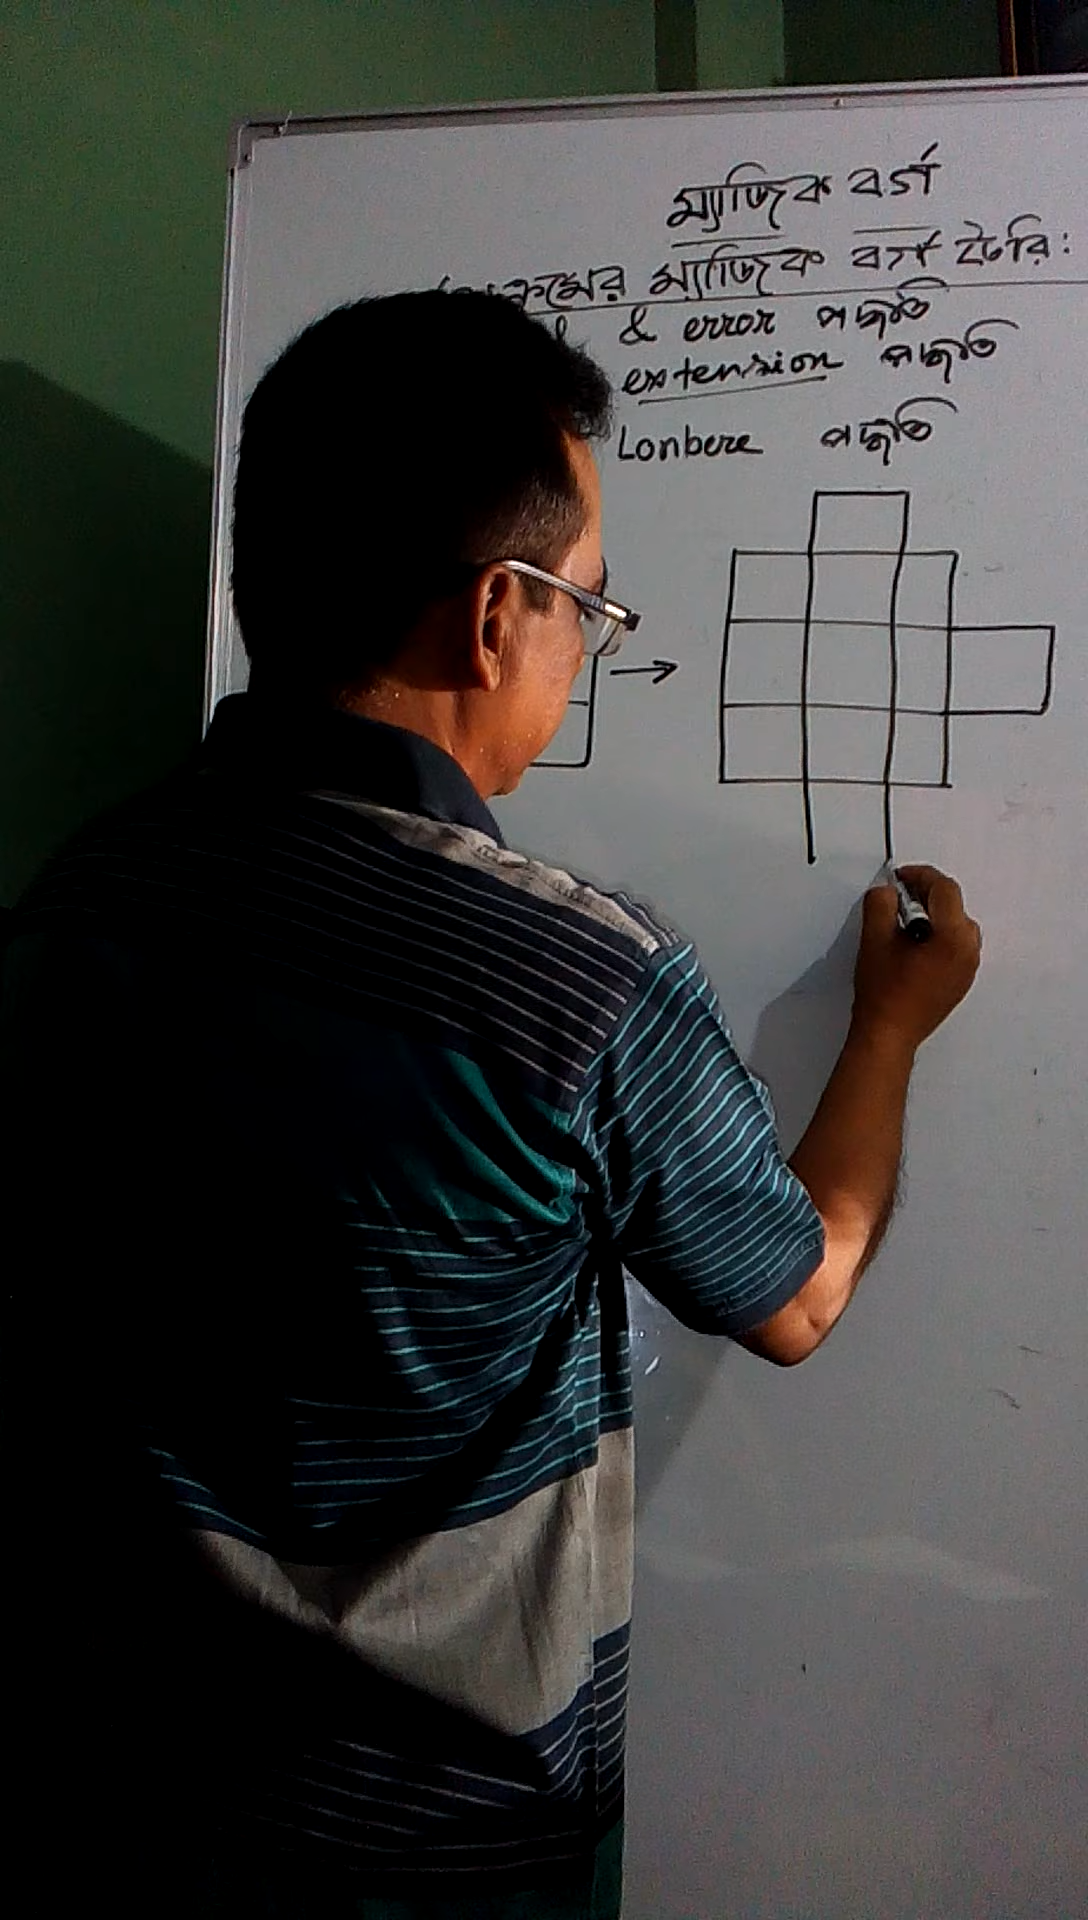 ম্যাজিক বর্গ
ক্রমের ম্যাজিক বর্গ তৈরি:
& error পদ্ধতি
extension পদ্ধতি
Lonbere পদ্ধতি